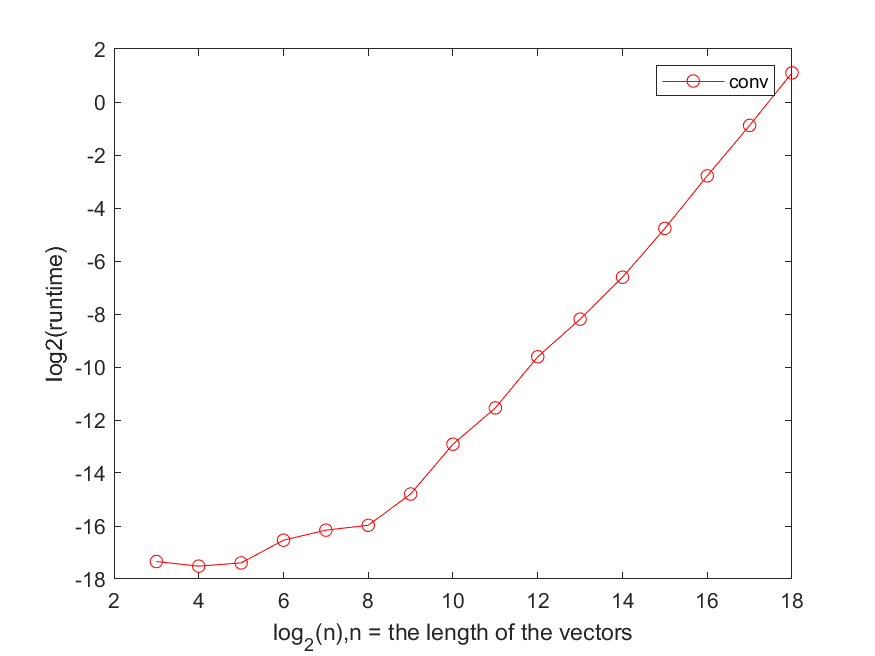 2
0
-2
-4
-6
-8
-10
-12
-14
-16
-18
2 4 6 8 10 12 14 16 18
log2(runtime)
log2(n),n = the length of the vectors
conv